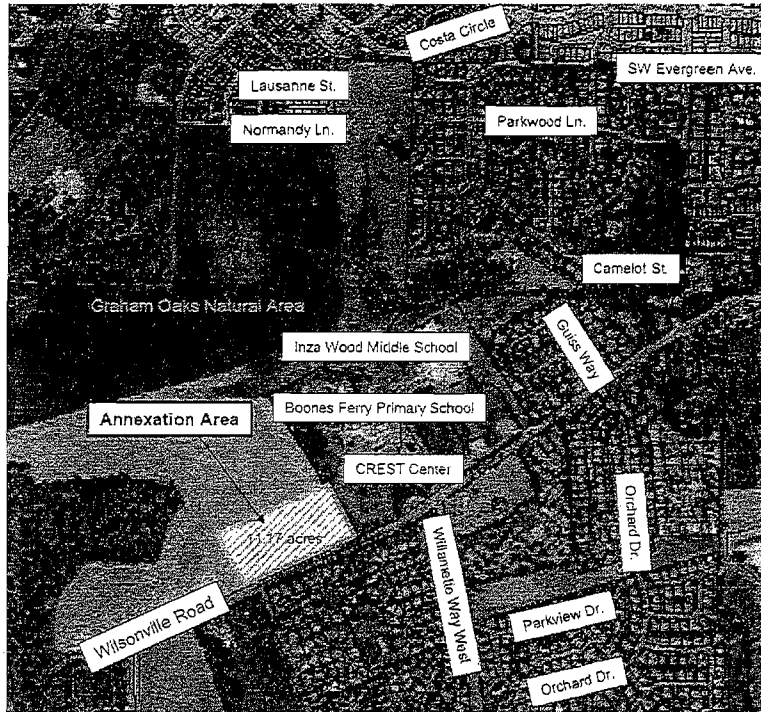 Costa Circle
SW Evergreen Ave.
Lausanne St.
Normandy Ln.
Parkwood Ln.
Camelot St.
Graham Oaks Natural Area
Guiss Way
Inza Wood Middle School
Boones Ferry Primary School
Annexation Area
CREST Center
11.77 acres
Orchard Dr.
Willamette Way West
Wilsonville Road
Parkview Dr.
Orchard Dr.